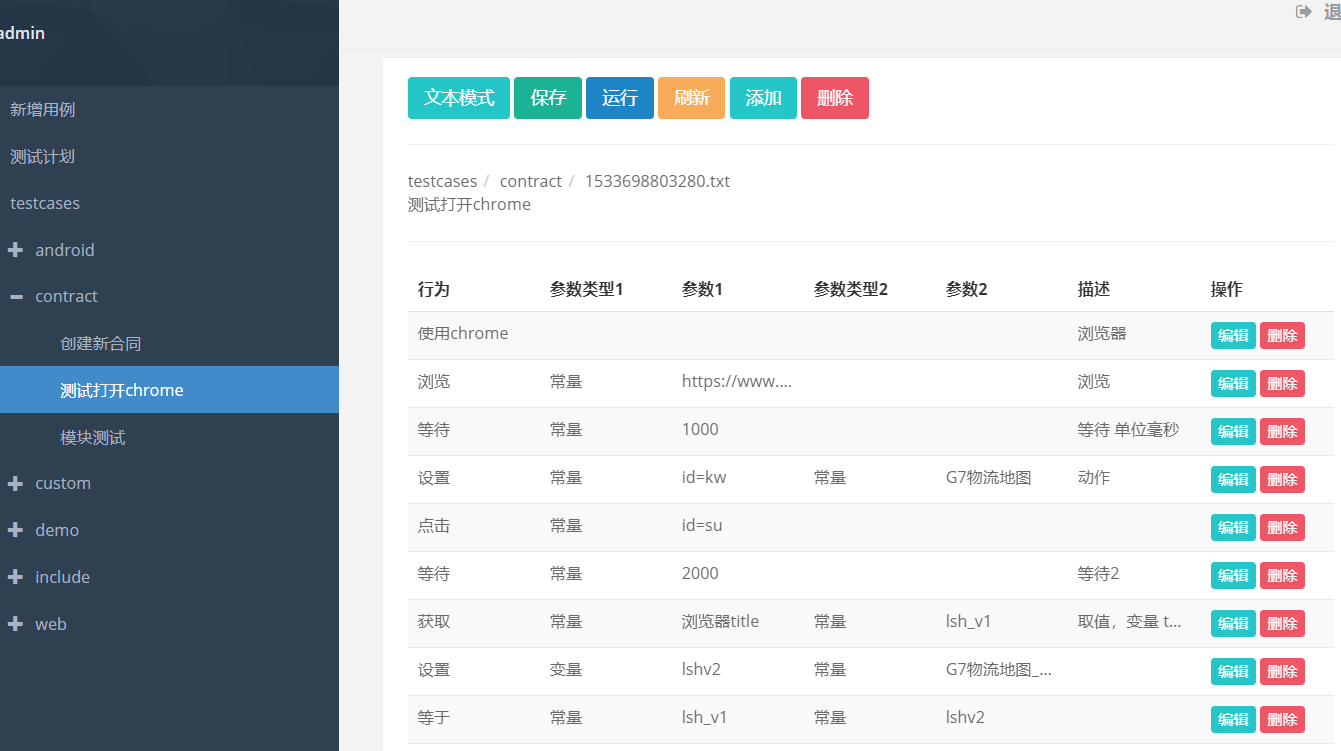 admin
退
新增用例
测试计划
testcases
android
contract
创建新合同
测试打开chrome
模块测试
custom
demo
include
web
文本模式 保存 运行 刷新 添加 删除
testcases / contract / 1533698803280.txt
测试打开chrome
行为 参数类型1 参数1 参数类型2 参数2 描述 操作
使用chrome 浏览器 编辑 删除
浏览 常量 https://www.... 浏览 编辑 删除
等待 常量 1000 等待 单位毫秒 编辑 删除
设置 常量 id=kw 常量 G7物流地图 动作 编辑 删除
点击 常量 id=su 编辑 删除
等待 常量 2000 等待2 编辑 删除
获取 常量 浏览器title 常量 lsh_v1 取值，变量 t... 编辑 删除
设置 变量 lshv2 常量 G7物流地图_... 编辑 删除
等于 常量 lsh_v1 常量 lshv2 编辑 删除